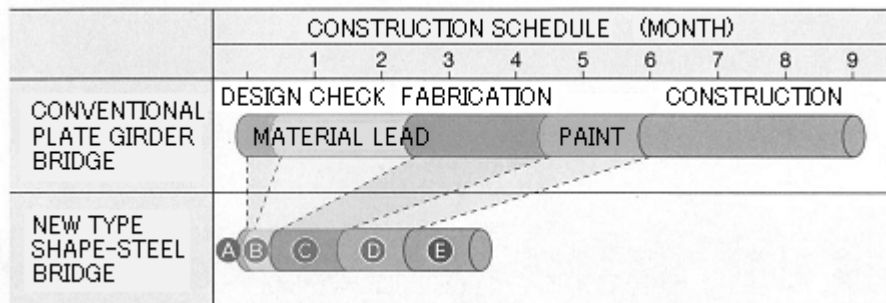 CONSTRUCTION SCHEDULE (MONTH)
1 2 3 4 5 6 7 8 9
CONVENTIONAL
PLATE GIRDER
BRIDGE
DESIGN CHECK FABRICATION CONSTRUCTION
MATERIAL LEAD PAINT
NEW TYPE
SHAPE-STEEL
BRIDGE
A B C D E